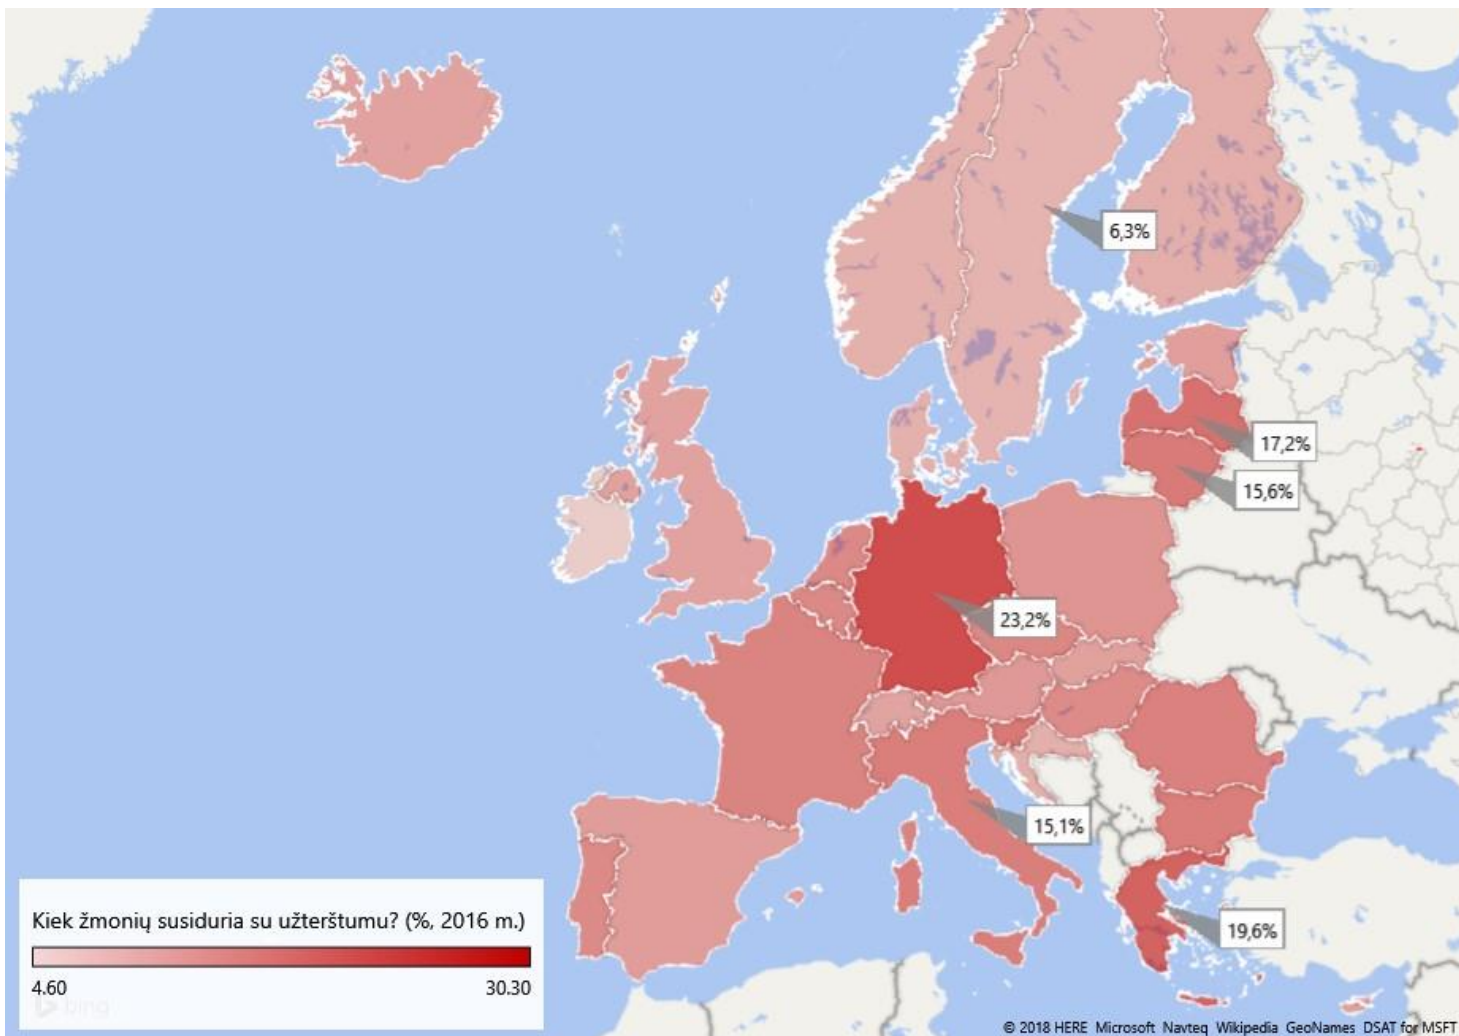 6,3%
17,2%
15,6%
23,2%
15,1%
19,6%
Kiek žmonių susiduria su užterštumu? (%, 2016 m.)
4.60 30.30
bing
© 2018 HERE Microsoft Navteq Wikipedia GeoNames DSAT for MSFT